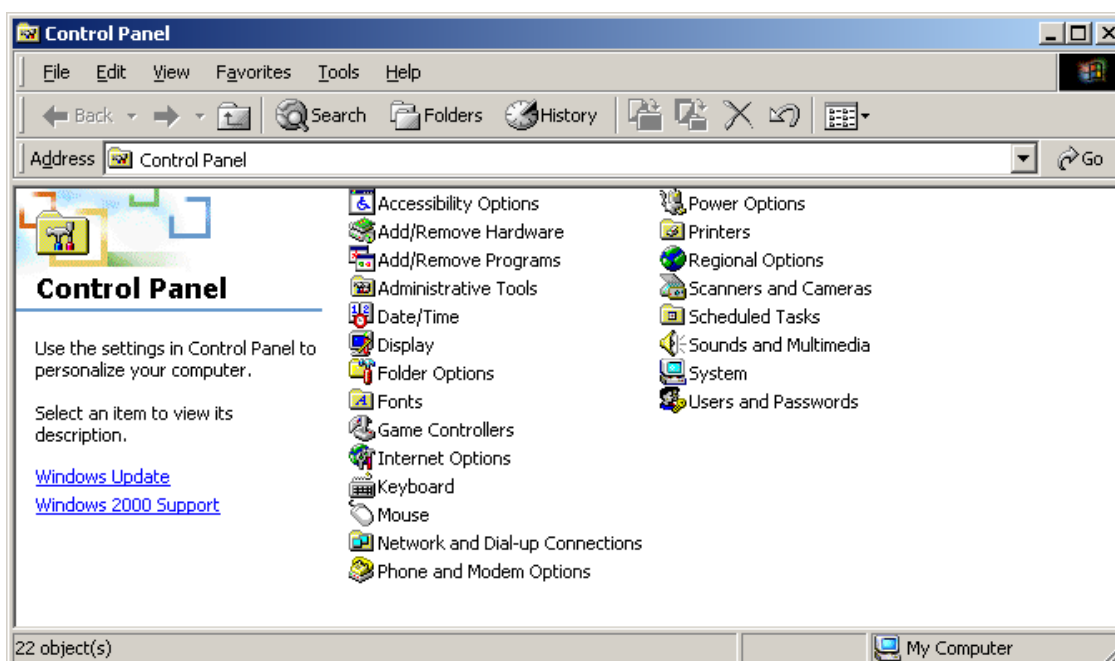 Control Panel
File Edit View Favorites Tools Help
Back Search Folders History
Address Control Panel Go
Control Panel
Use the settings in Control Panel to
personalize your computer.
Select an item to view its
description.
Windows Update
Windows 2000 Support
Accessibility Options
Add/Remove Hardware
Add/Remove Programs
Administrative Tools
Date/Time
Display
Folder Options
Fonts
Game Controllers
Internet Options
Keyboard
Mouse
Network and Dial-up Connections
Phone and Modem Options
Power Options
Printers
Regional Options
Scanners and Cameras
Scheduled Tasks
Sounds and Multimedia
System
Users and Passwords
22 object(s) My Computer